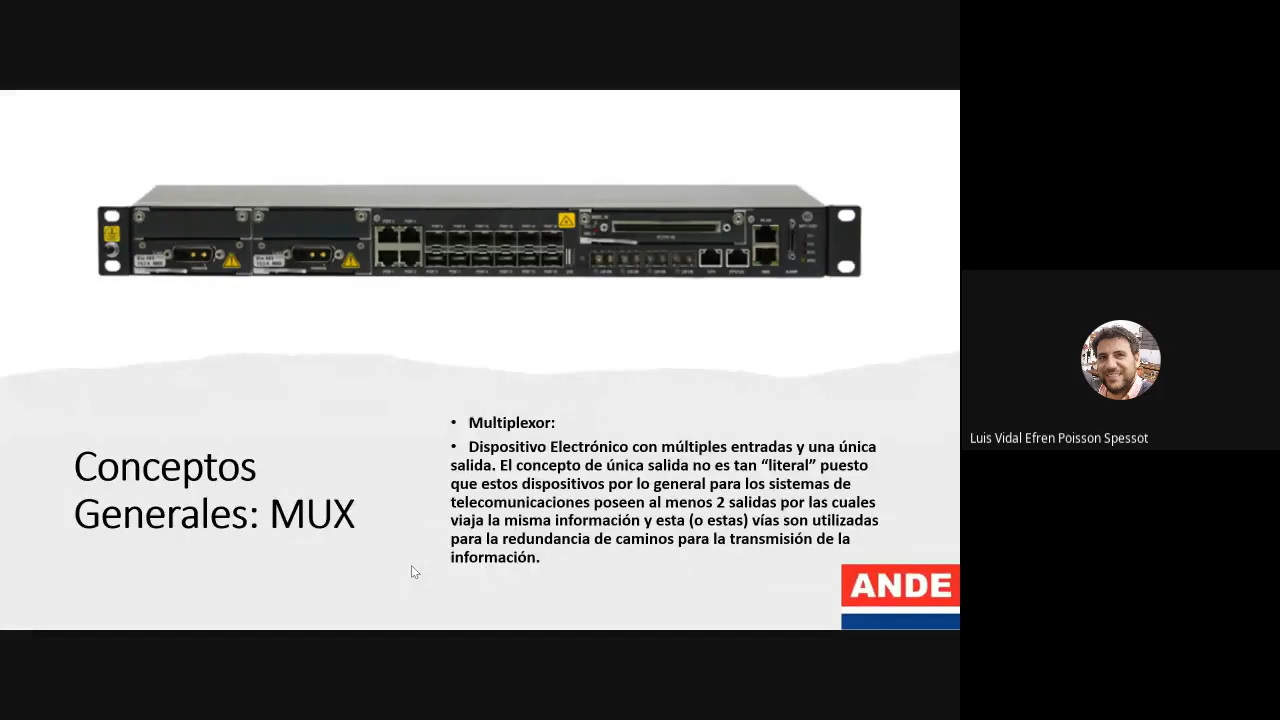 Conceptos
Generales: MUX
• Multiplexor:
• Dispositivo Electrónico con múltiples entradas y una única
salida. El concepto de única salida no es tan “literal” puesto
que estos dispositivos por lo general para los sistemas de
telecomunicaciones poseen al menos 2 salidas por las cuales
viaja la misma información y esta (o estas) vías son utilizadas
para la redundancia de caminos para la transmisión de la
información.
ANDE
Luis Vidal Efren Poisson Spessot